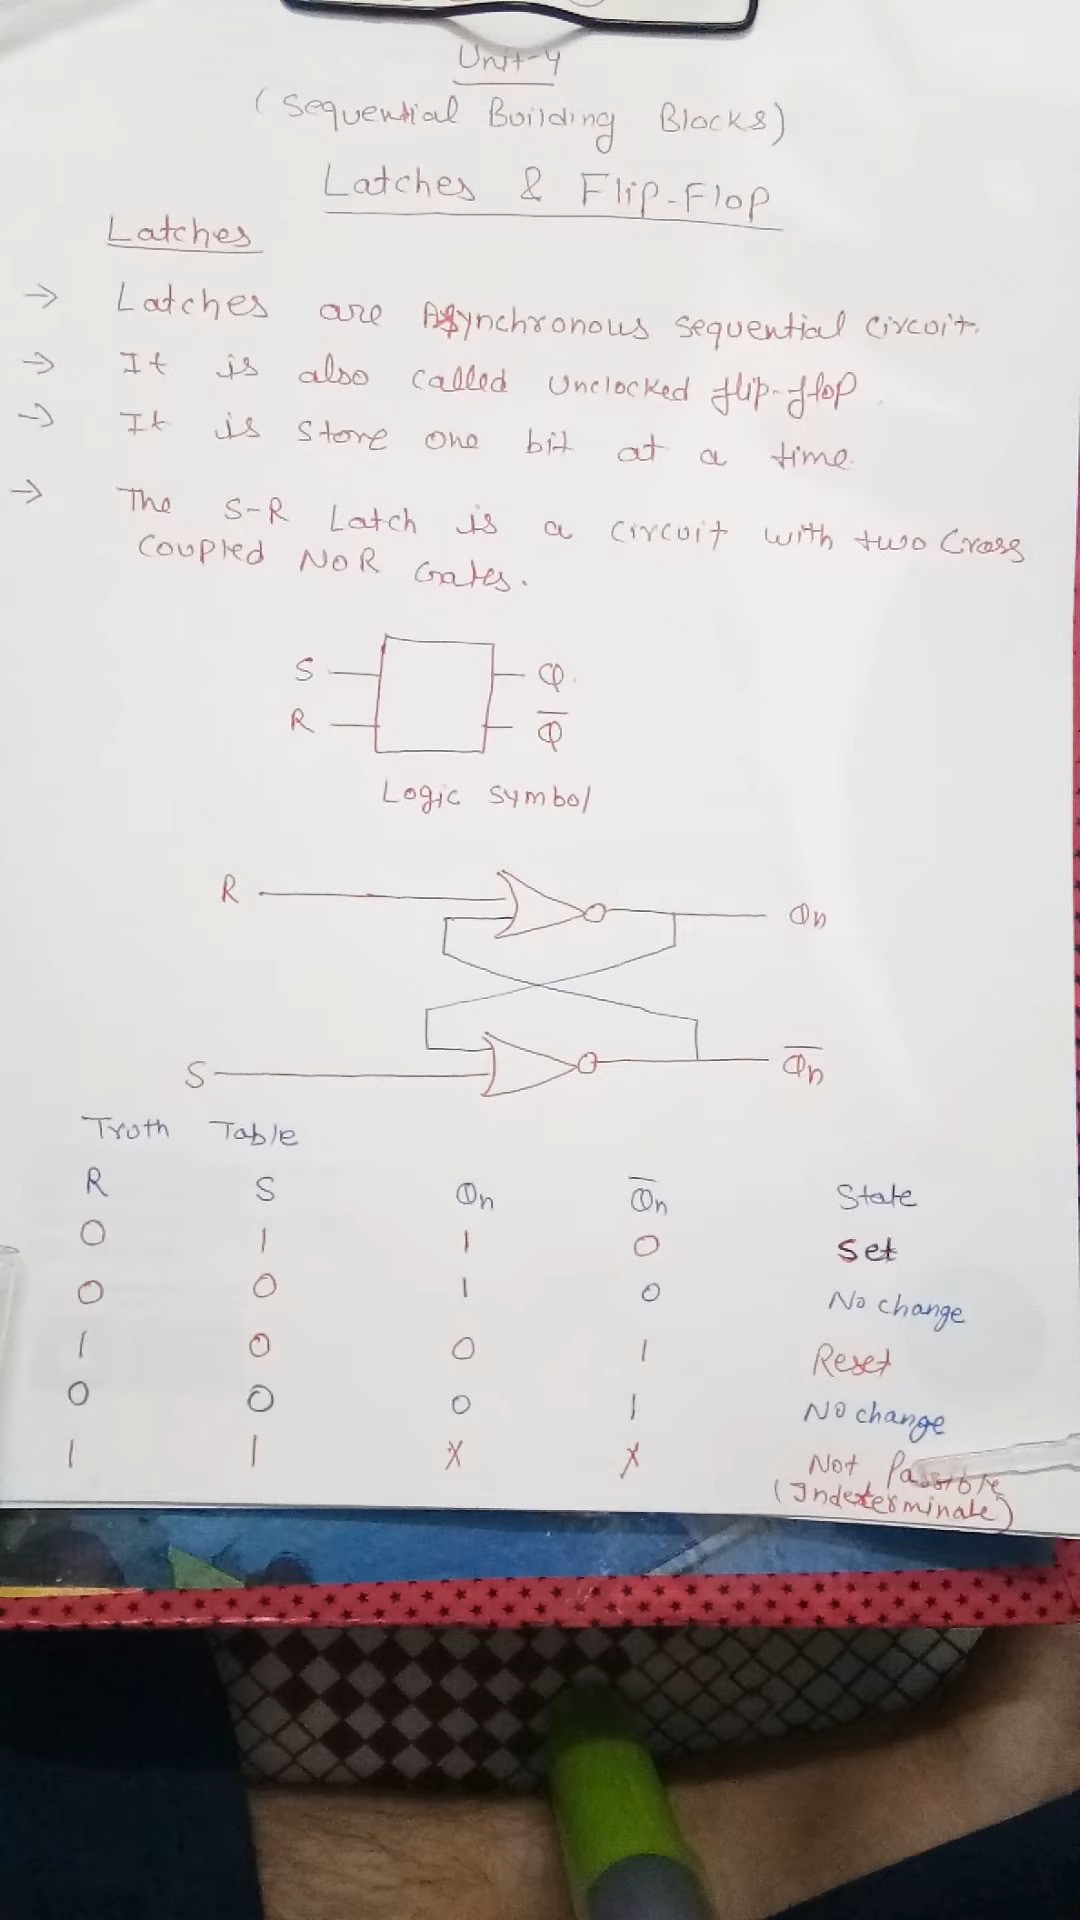 Unit-4
(Sequential Building Blocks)
Latches & Flip-Flop
Latches
→ Latches are Asynchronous sequential circuit.
→ It is also called Unclocked flip-flop.
→ It is store one bit at a time.
→ The S-R Latch is a circuit with two Cross
Coupled NOR Gates.
S Q
R Q̅
Logic symbol
R Qn
S Q̅n
Truth Table
R S Qn Q̅n State
0 1 1 0 Set
0 0 1 0 No change
1 0 0 1 Reset
0 0 0 1 No change
1 1 X X Not Possible
(Indeterminate)